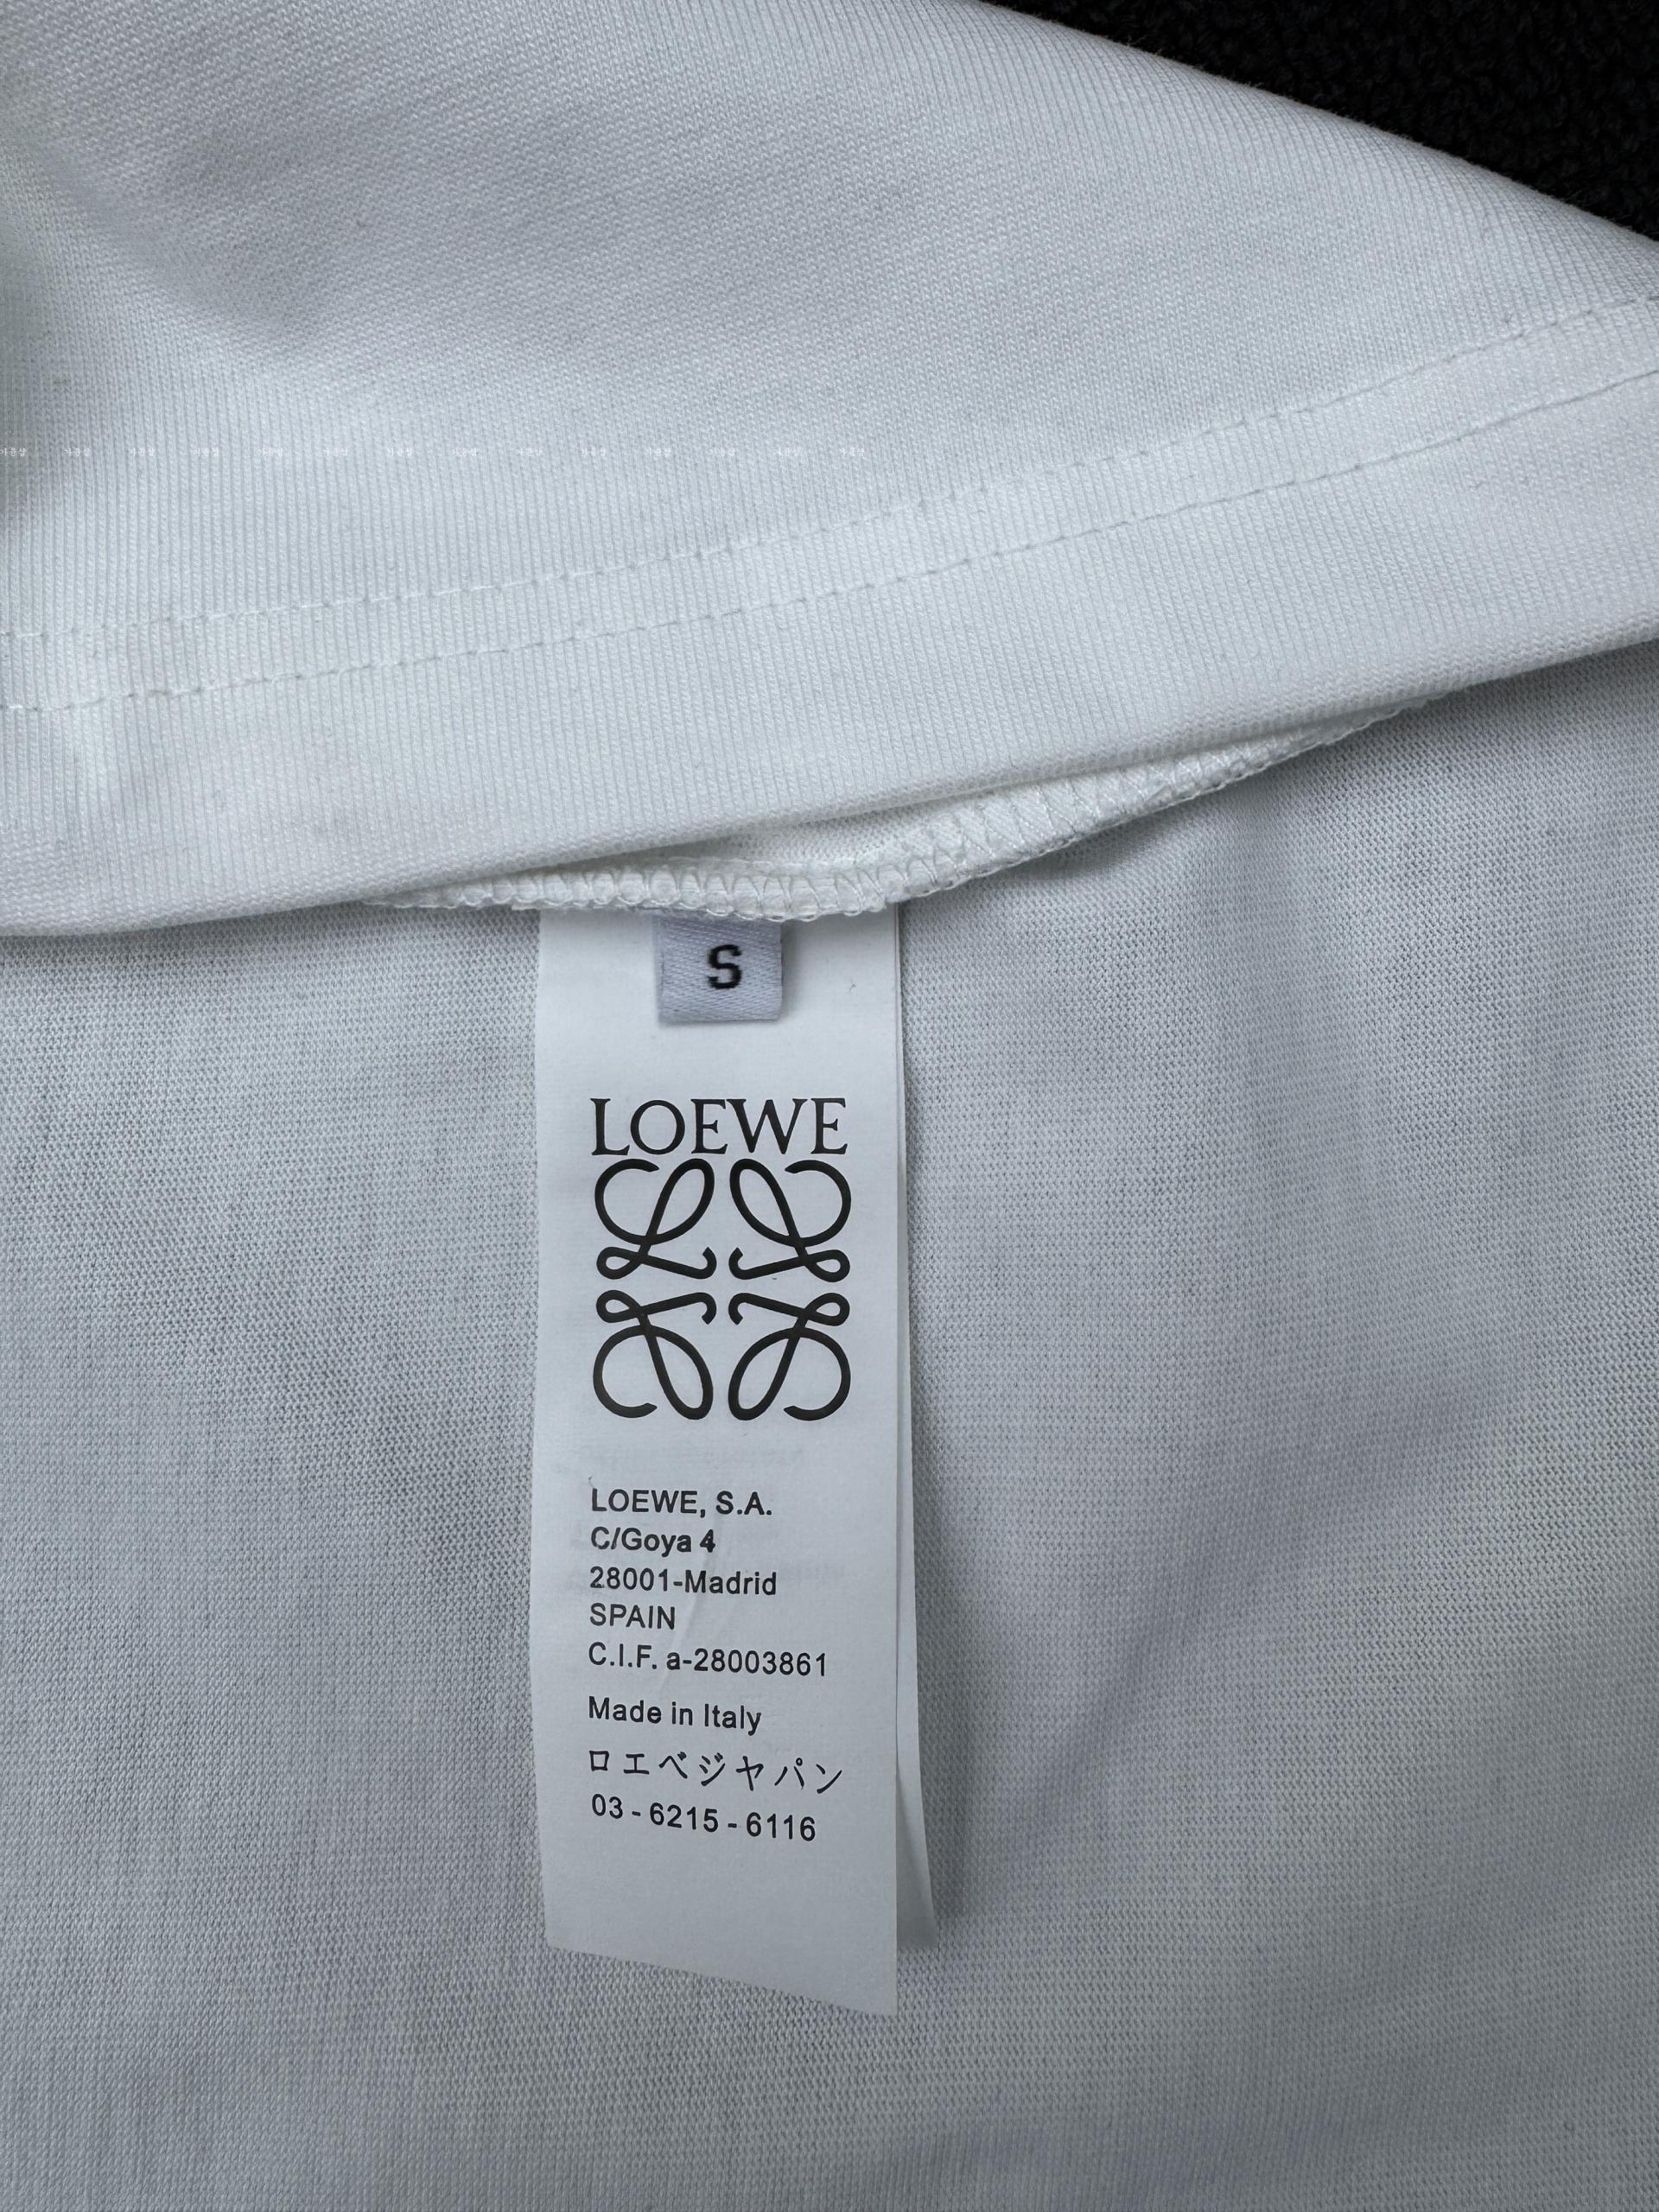 S
LOEWE
LOEWE, S.A.
C/Goya 4
28001-Madrid
SPAIN
C.I.F. a-28003861
Made in Italy
ロエベジヤパン
03 - 6215 - 6116